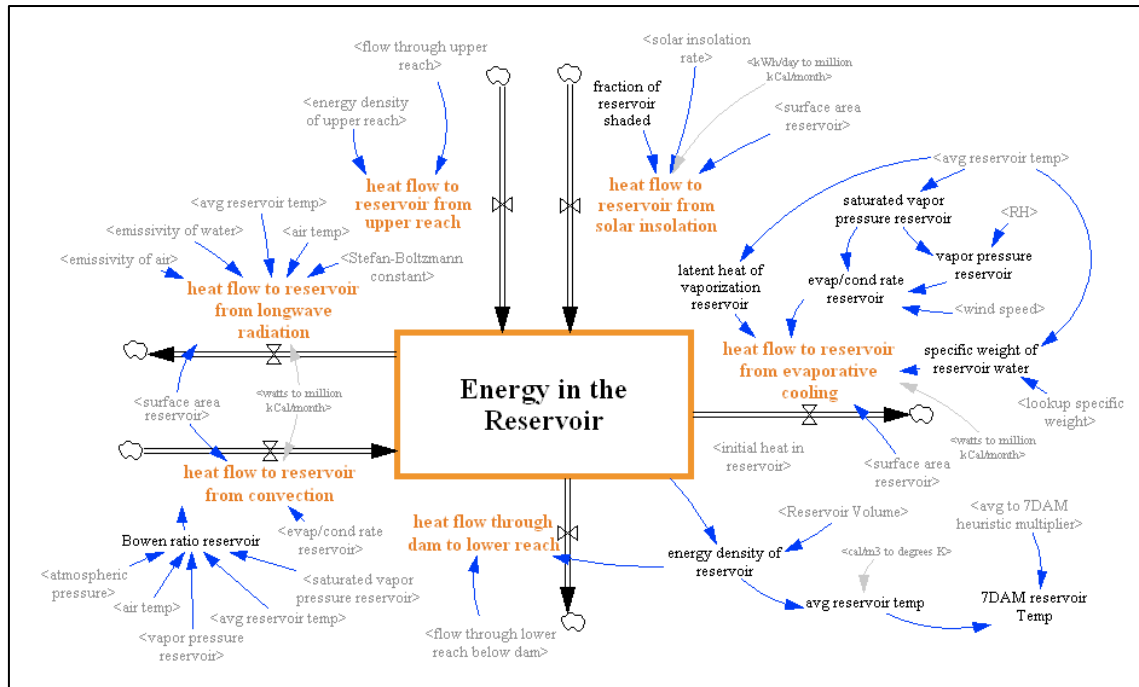 <flow through upper
reach>
<energy density
of upper reach>
heat flow to
reservoir from
upper reach
<solar insolation
rate>
<kWh/day to million
kCal/month>
fraction of
reservoir
shaded
<surface area
reservoir>
heat flow to
reservoir from
solar insolation
<avg reservoir temp>
saturated vapor
pressure reservoir
<RH>
vapor pressure
reservoir
latent heat of
vaporization
reservoir
evap/cond rate
reservoir
<wind speed>
heat flow to reservoir
from evaporative
cooling
specific weight of
reservoir water
<lookup specific
weight>
<watts to million
kCal/month>
<surface area
reservoir>
<initial heat in
reservoir>
<avg reservoir temp>
<emissivity of water>
<air temp>
<emissivity of air>
<Stefan-Boltzmann
constant>
heat flow to reservoir
from longwave
radiation
<surface area
reservoir>
<watts to million
kCal/month>
Energy in the
Reservoir
heat flow to reservoir
from convection
<evap/cond rate
reservoir>
Bowen ratio reservoir
<atmospheric
pressure>
<air temp>
<vapor pressure
reservoir>
<avg reservoir temp>
<saturated vapor
pressure reservoir>
heat flow through
dam to lower reach
<flow through lower
reach below dam>
<Reservoir Volume>
energy density of
reservoir
<cal/m3 to degrees K>
avg reservoir temp
<avg to 7DAM
heuristic multiplier>
7DAM reservoir
Temp